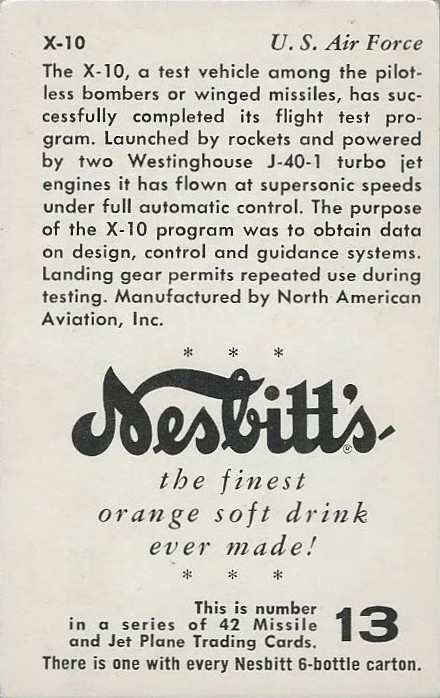 X-10 U. S. Air Force
The X-10, a test vehicle among the pilot-
less bombers or winged missiles, has suc-
cessfully completed its flight test pro-
gram. Launched by rockets and powered
by two Westinghouse J-40-1 turbo jet
engines it has flown at supersonic speeds
under full automatic control. The purpose
of the X-10 program was to obtain data
on design, control and guidance systems.
Landing gear permits repeated use during
testing. Manufactured by North American
Aviation, Inc.
* * *
Nesbitt's ®
the finest
orange soft drink
ever made!
* * *
This is number
in a series of 42 Missile
and Jet Plane Trading Cards.
13
There is one with every Nesbitt 6-bottle carton.